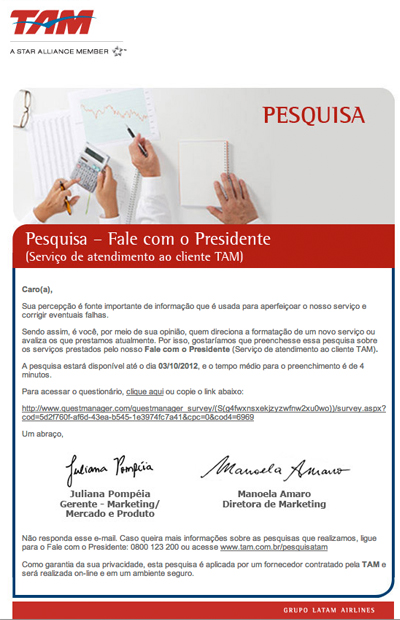 TAM
A STAR ALLIANCE MEMBER
PESQUISA
Pesquisa – Fale com o Presidente
(Serviço de atendimento ao cliente TAM)
Caro(a),
Sua percepção é fonte importante de informação que é usada para aperfeiçoar o nosso serviço e
corrigir eventuais falhas.
Sendo assim, é você, por meio de sua opinião, quem direciona a formatação de um novo serviço ou
avaliza os que prestamos atualmente. Por isso, gostaríamos que preenchesse essa pesquisa sobre
os serviços prestados pelo nosso Fale com o Presidente (Serviço de atendimento ao cliente TAM).
A pesquisa estará disponível até o dia 03/10/2012, e o tempo médio para o preenchimento é de 4
minutos.
Para acessar o questionário, clique aqui ou copie o link abaixo:
http://www.questmanager.com/questmanager_survey/(S(g4fwxnsxekjzyzwfnw2xu0wo))/survey.aspx?
cod=5d2f760f-af6d-43ea-b545-1e3974fc7a41&cpc=0&cod4=6969
Um abraço,
Juliana Pompéia Manoela Amaro
Juliana Pompéia Manoela Amaro
Gerente - Marketing/ Diretora de Marketing
Mercado e Produto
Não responda esse e-mail. Caso queira mais informações sobre as pesquisas que realizamos, ligue
para o Fale com o Presidente: 0800 123 200 ou acesse www.tam.com.br/pesquisatam
Como garantia da sua privacidade, esta pesquisa é aplicada por um fornecedor contratado pela TAM e
será realizada on-line e em um ambiente seguro.
GRUPO LATAM AIRLINES